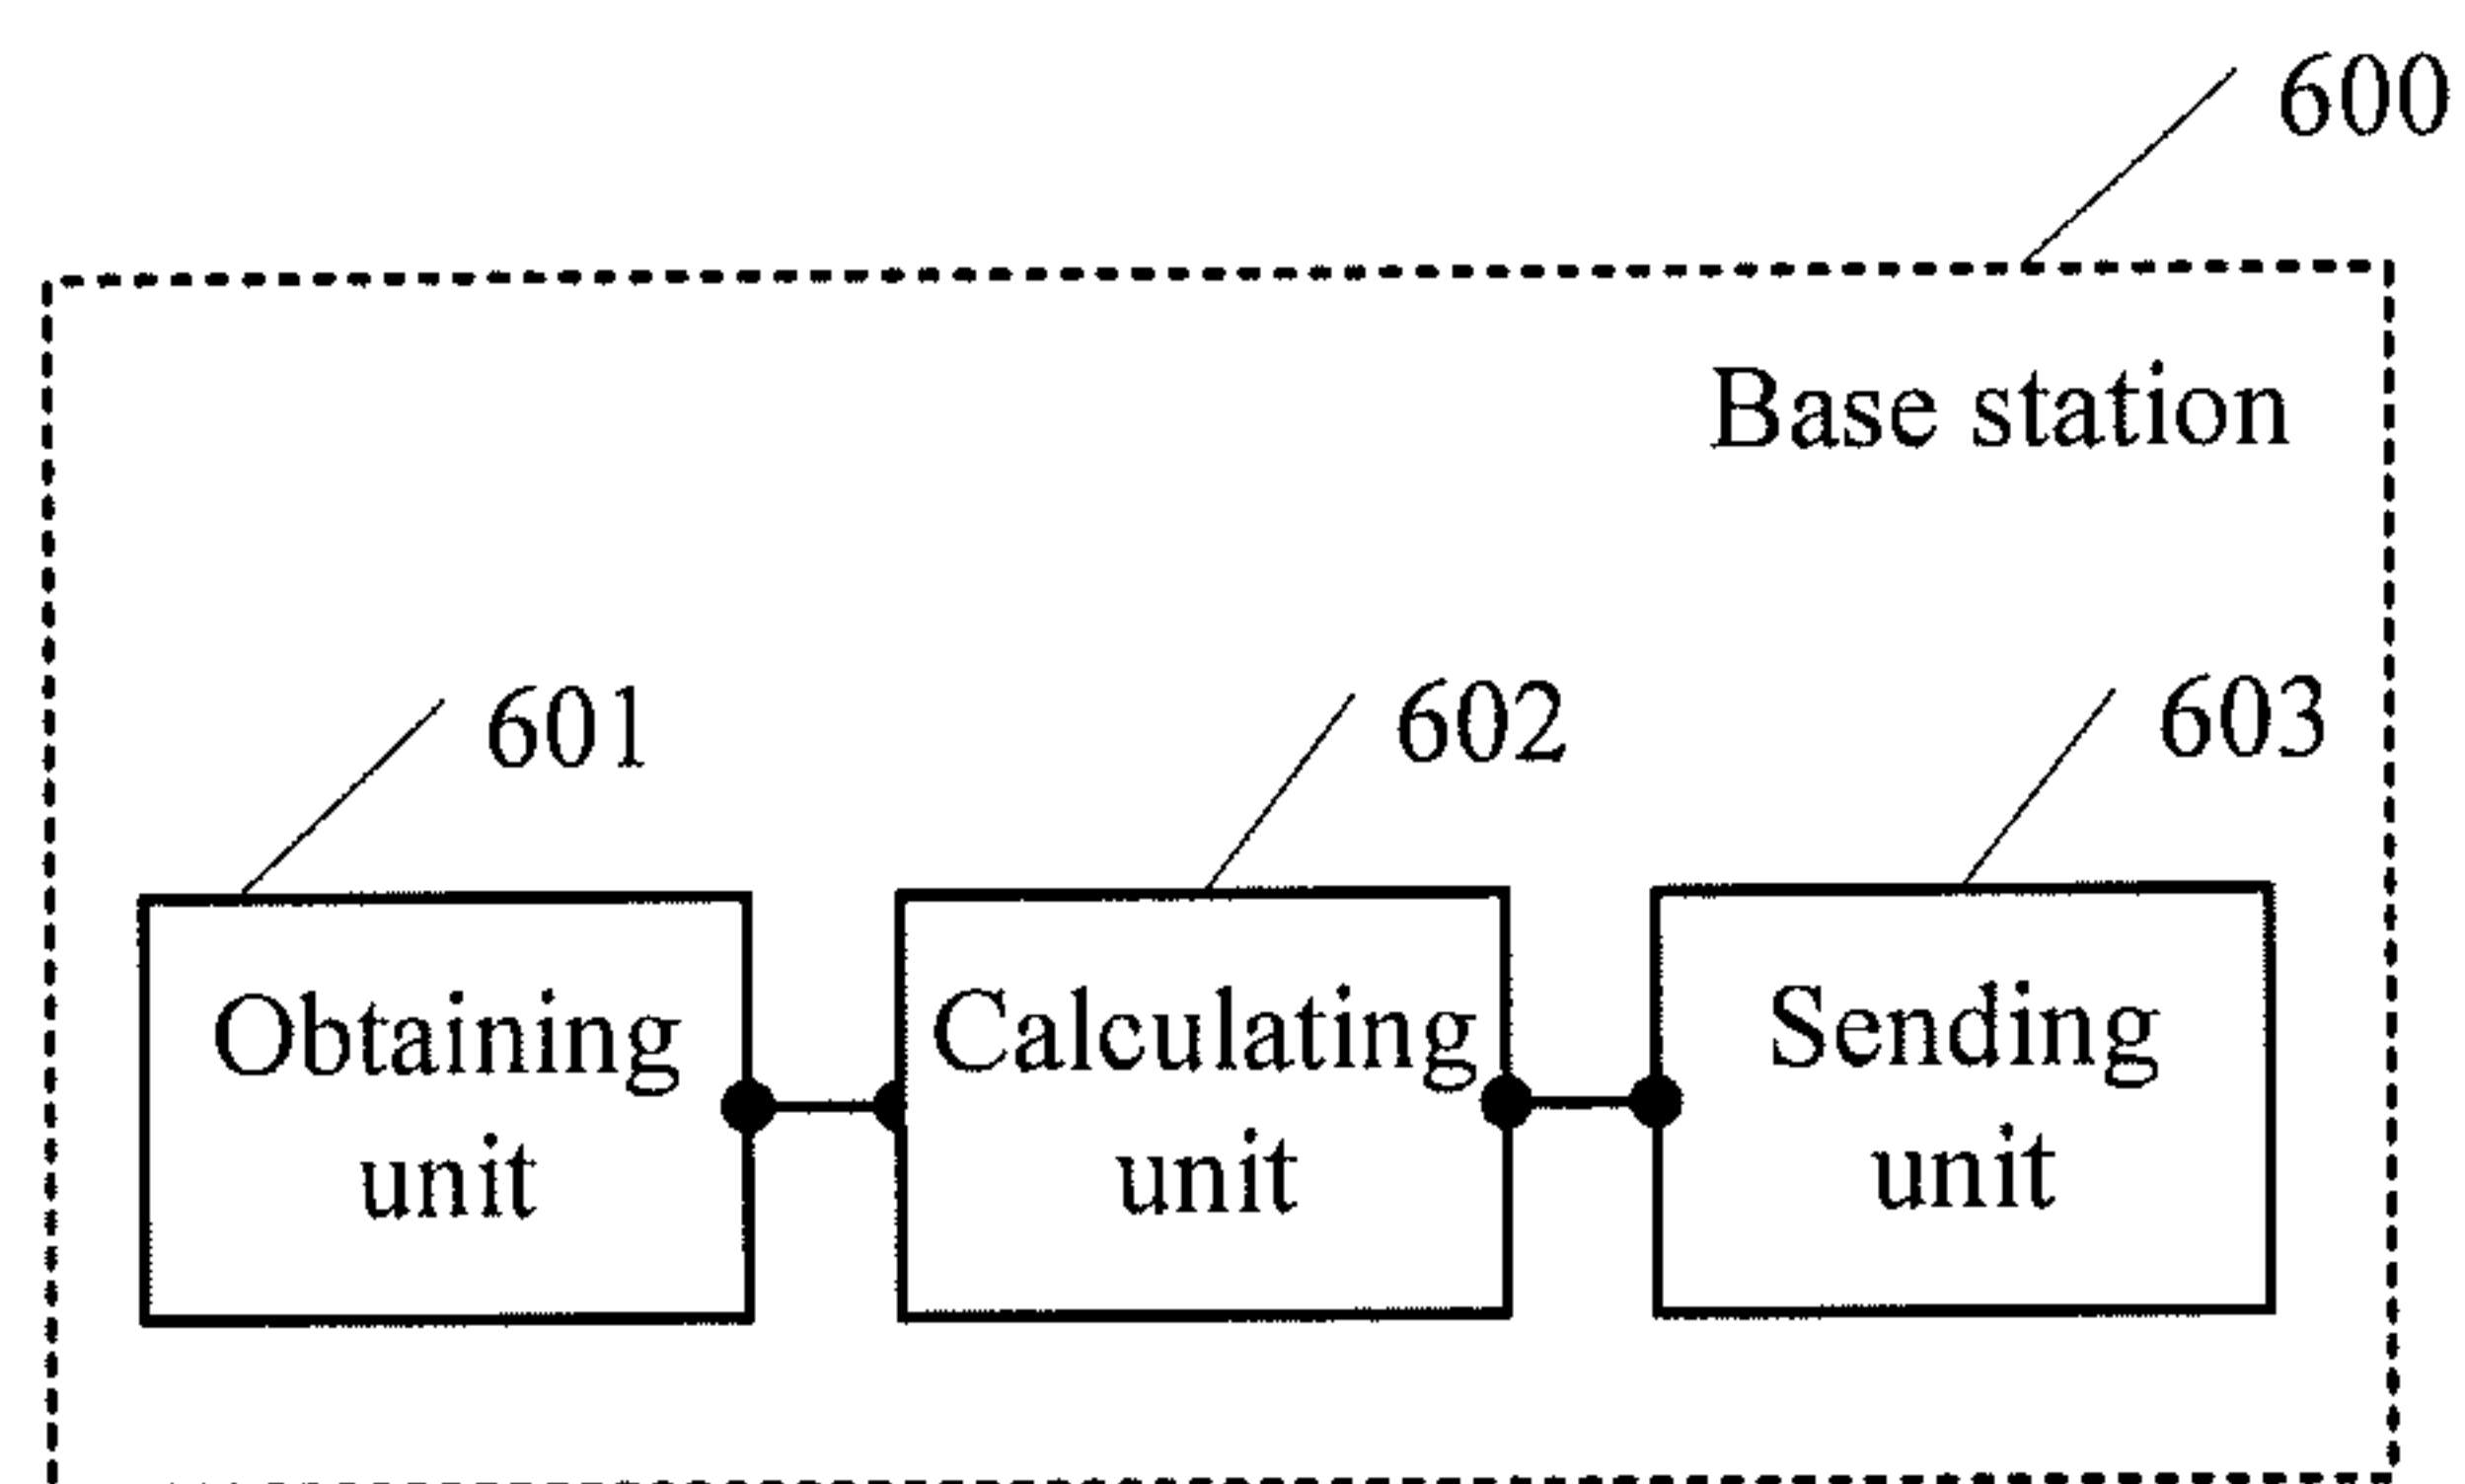 600
Base station
601
602
603
Obtaining
unit
Calculating
unit
Sending
unit